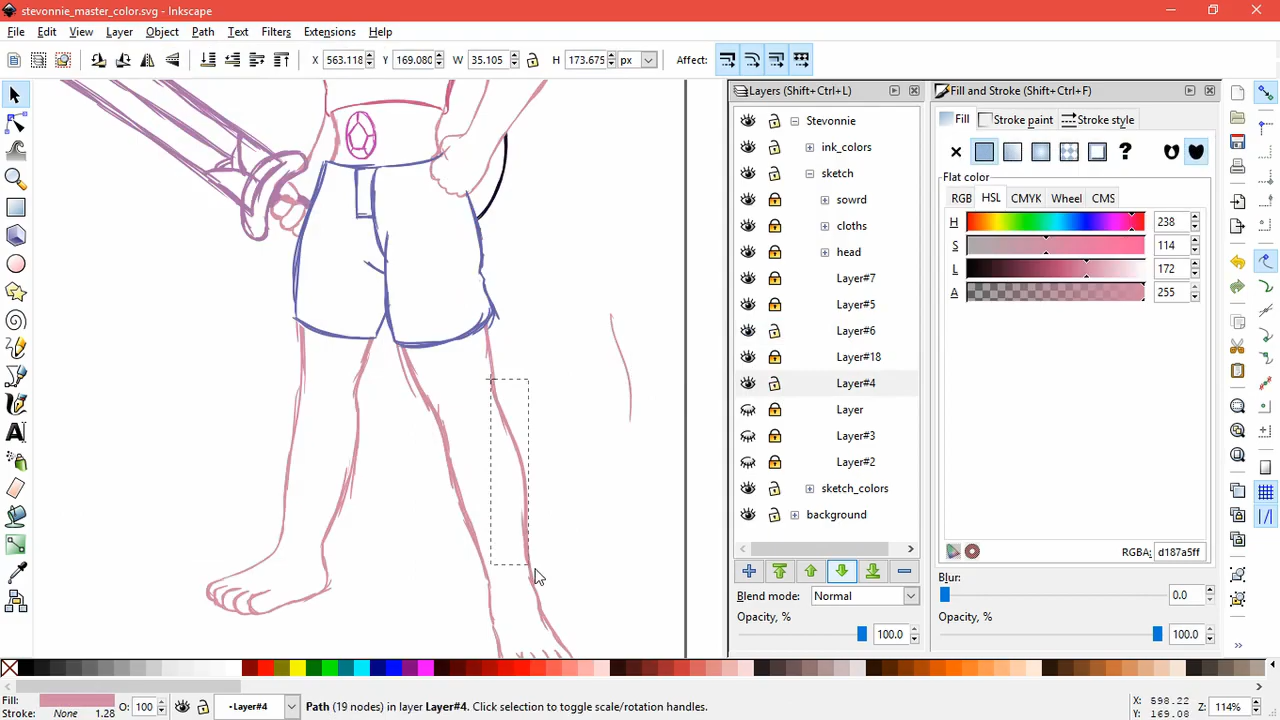 stevonnie_master_color.svg - Inkscape
File Edit View Layer Object Path Text Filters Extensions Help
X 563.118 Y 169.080 W 35.105 H 173.675 px Affect:
Layers (Shift+Ctrl+L)
Fill and Stroke (Shift+Ctrl+F)
Stevonnie
ink_colors
sketch
sowrd
cloths
head
Layer#7
Layer#5
Layer#6
Layer#18
Layer#4
Layer
Layer#3
Layer#2
sketch_colors
background
Blend mode: Normal
Opacity, % 100.0
Fill Stroke paint Stroke style
?
Flat color
RGB HSL CMYK Wheel CMS
H 238
S 114
L 172
A 255
RGBA: d187a5ff
Blur:
0.0
Opacity, %
100.0
Fill:
Stroke: None 1.28
O: 100
·Layer#4
Path (19 nodes) in layer Layer#4. Click selection to toggle scale/rotation handles.
X: 598.22
Y: 169.08
Z: 114%